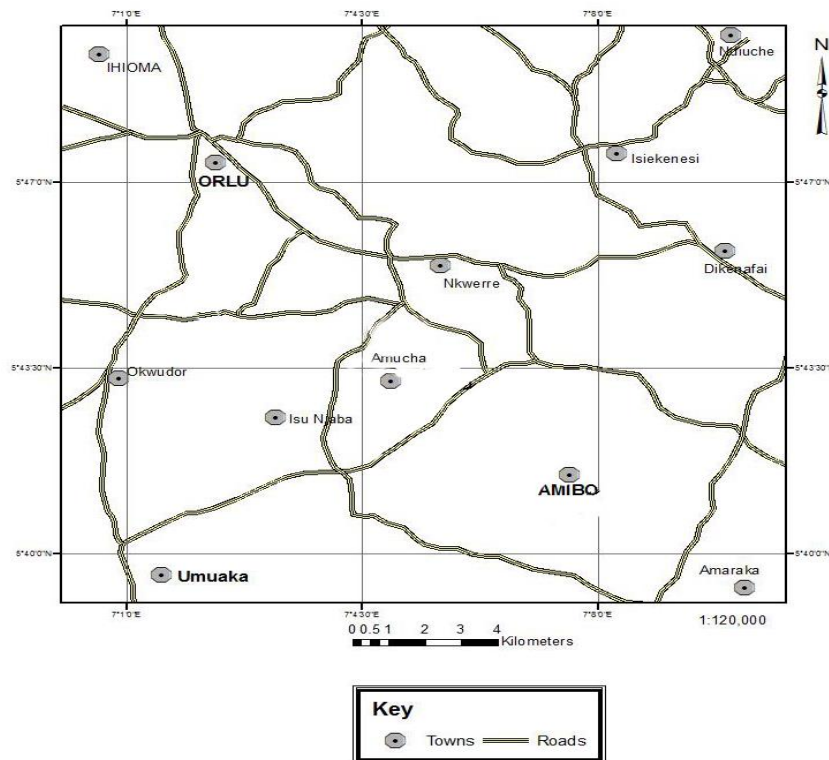 7°1'0"E 7°4'30"E 7°8'0"E
Nduche
IHIOMA
N
Isiekenesi
ORLU
5°47'0"N 5°47'0"N
Dikenafai
Nkwerre
Amucha
5°43'30"N 5°43'30"N
Okwudor
Isu Njaba
AMIBO
5°40'0"N 5°40'0"N
Umuaka
Amaraka
7°1'0"E 7°4'30"E 7°8'0"E
1:120,000
0 0.5 1 2 3 4
Kilometers
Key
Towns Roads